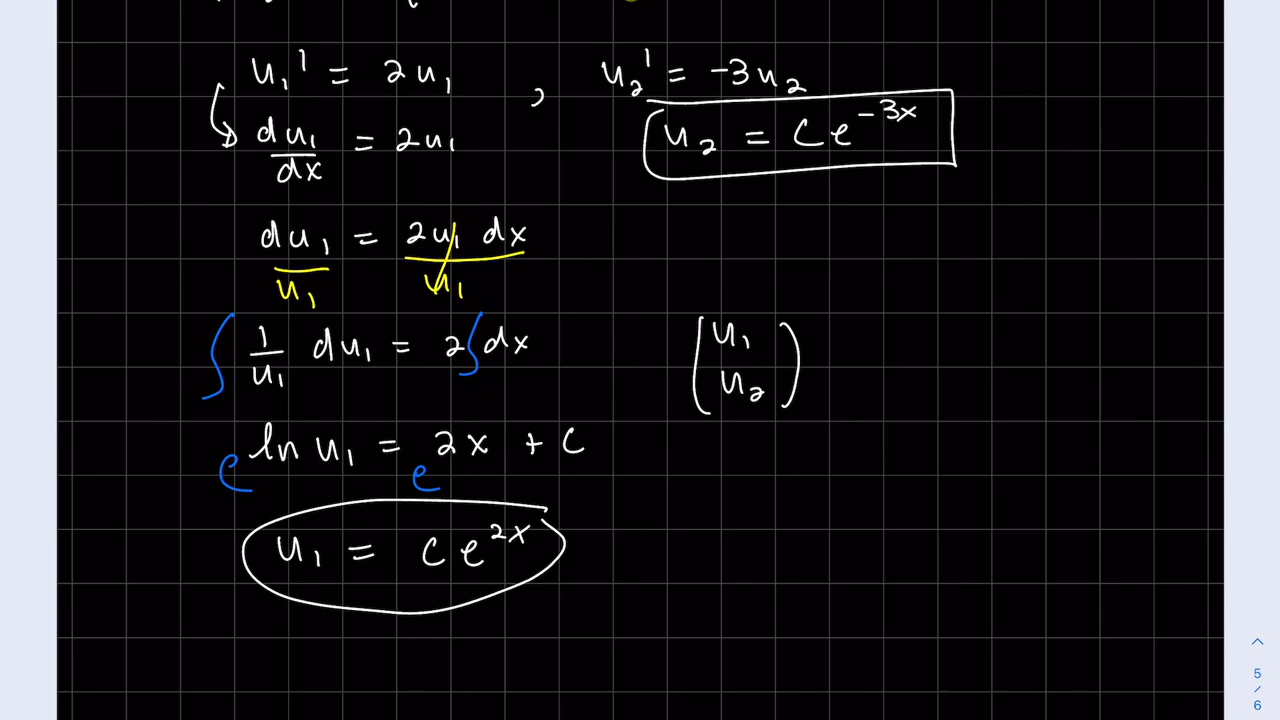 u₁' = 2u₁ , u₂' = -3u₂
du₁/dx = 2u₁ u₂ = Ce^{-3x}
du₁/u₁ = 2u₁ dx/u₁
∫ 1/u₁ du₁ = 2∫dx (u₁
u₂)
e^{ln u₁} = e^{2x + C}
u₁ = Ce^{2x}
5/6